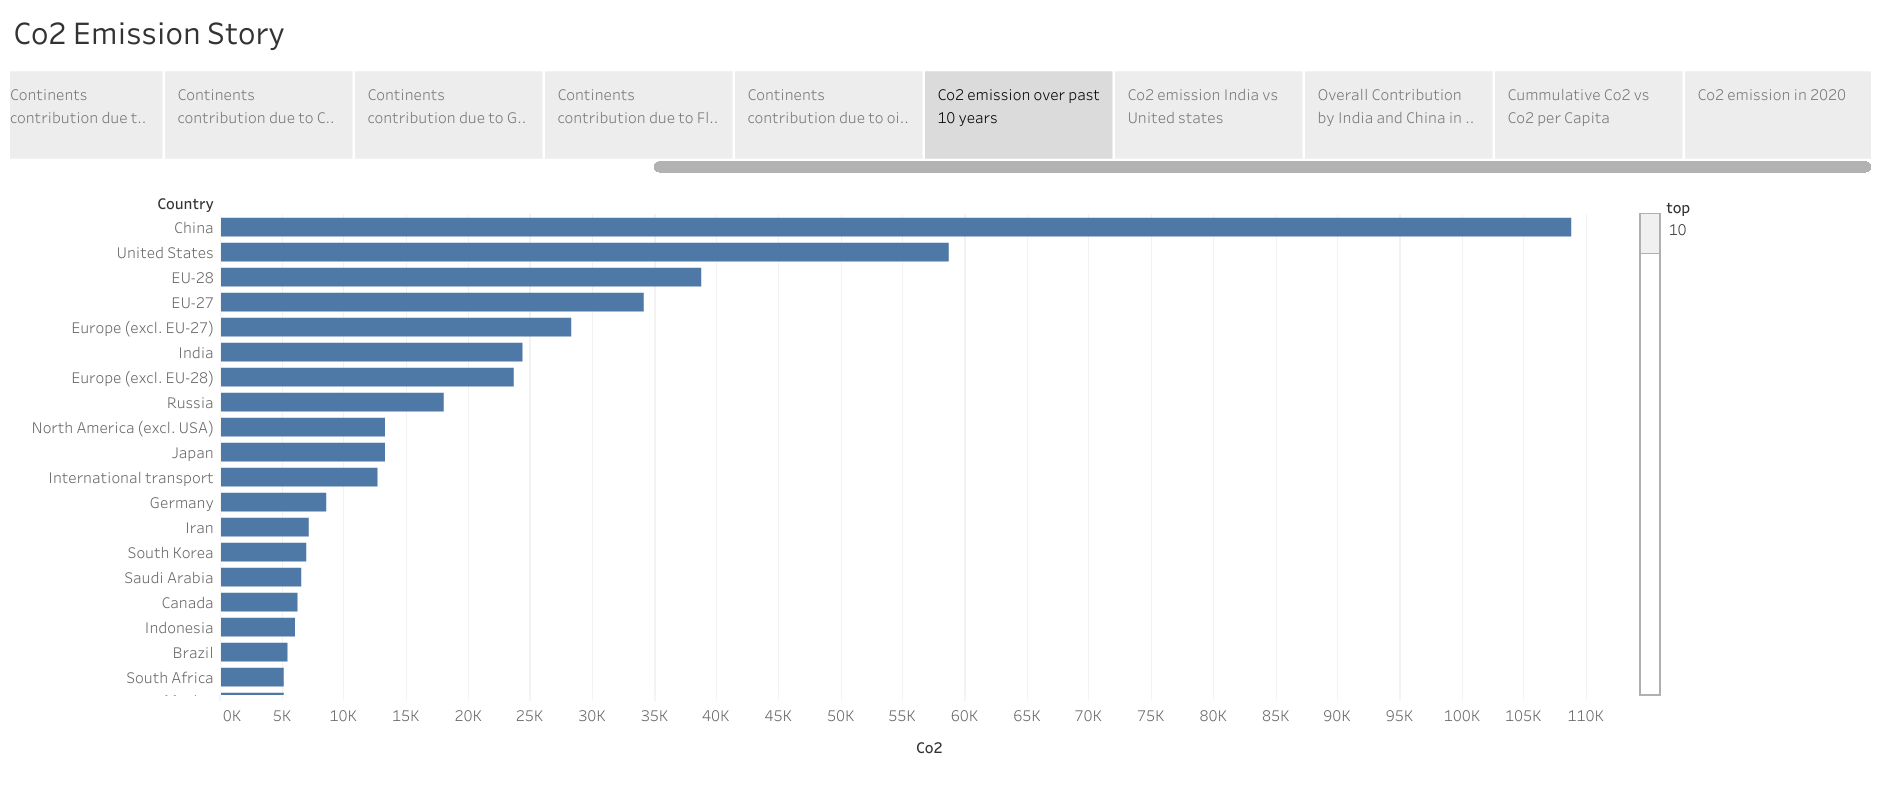 Co2 Emission Story
Continents
contribution due t..
Continents
contribution due to C..
Continents
contribution due to G..
Continents
contribution due to Fl..
Continents
contribution due to oi..
Co2 emission over past
10 years
Co2 emission India vs
United states
Overall Contribution
by India and China in ..
Cummulative Co2 vs
Co2 per Capita
Co2 emission in 2020
Country
China
United States
EU-28
EU-27
Europe (excl. EU-27)
India
Europe (excl. EU-28)
Russia
North America (excl. USA)
Japan
International transport
Germany
Iran
South Korea
Saudi Arabia
Canada
Indonesia
Brazil
South Africa
0K 5K 10K 15K 20K 25K 30K 35K 40K 45K 50K 55K 60K 65K 70K 75K 80K 85K 90K 95K 100K 105K 110K
Co2
top
10